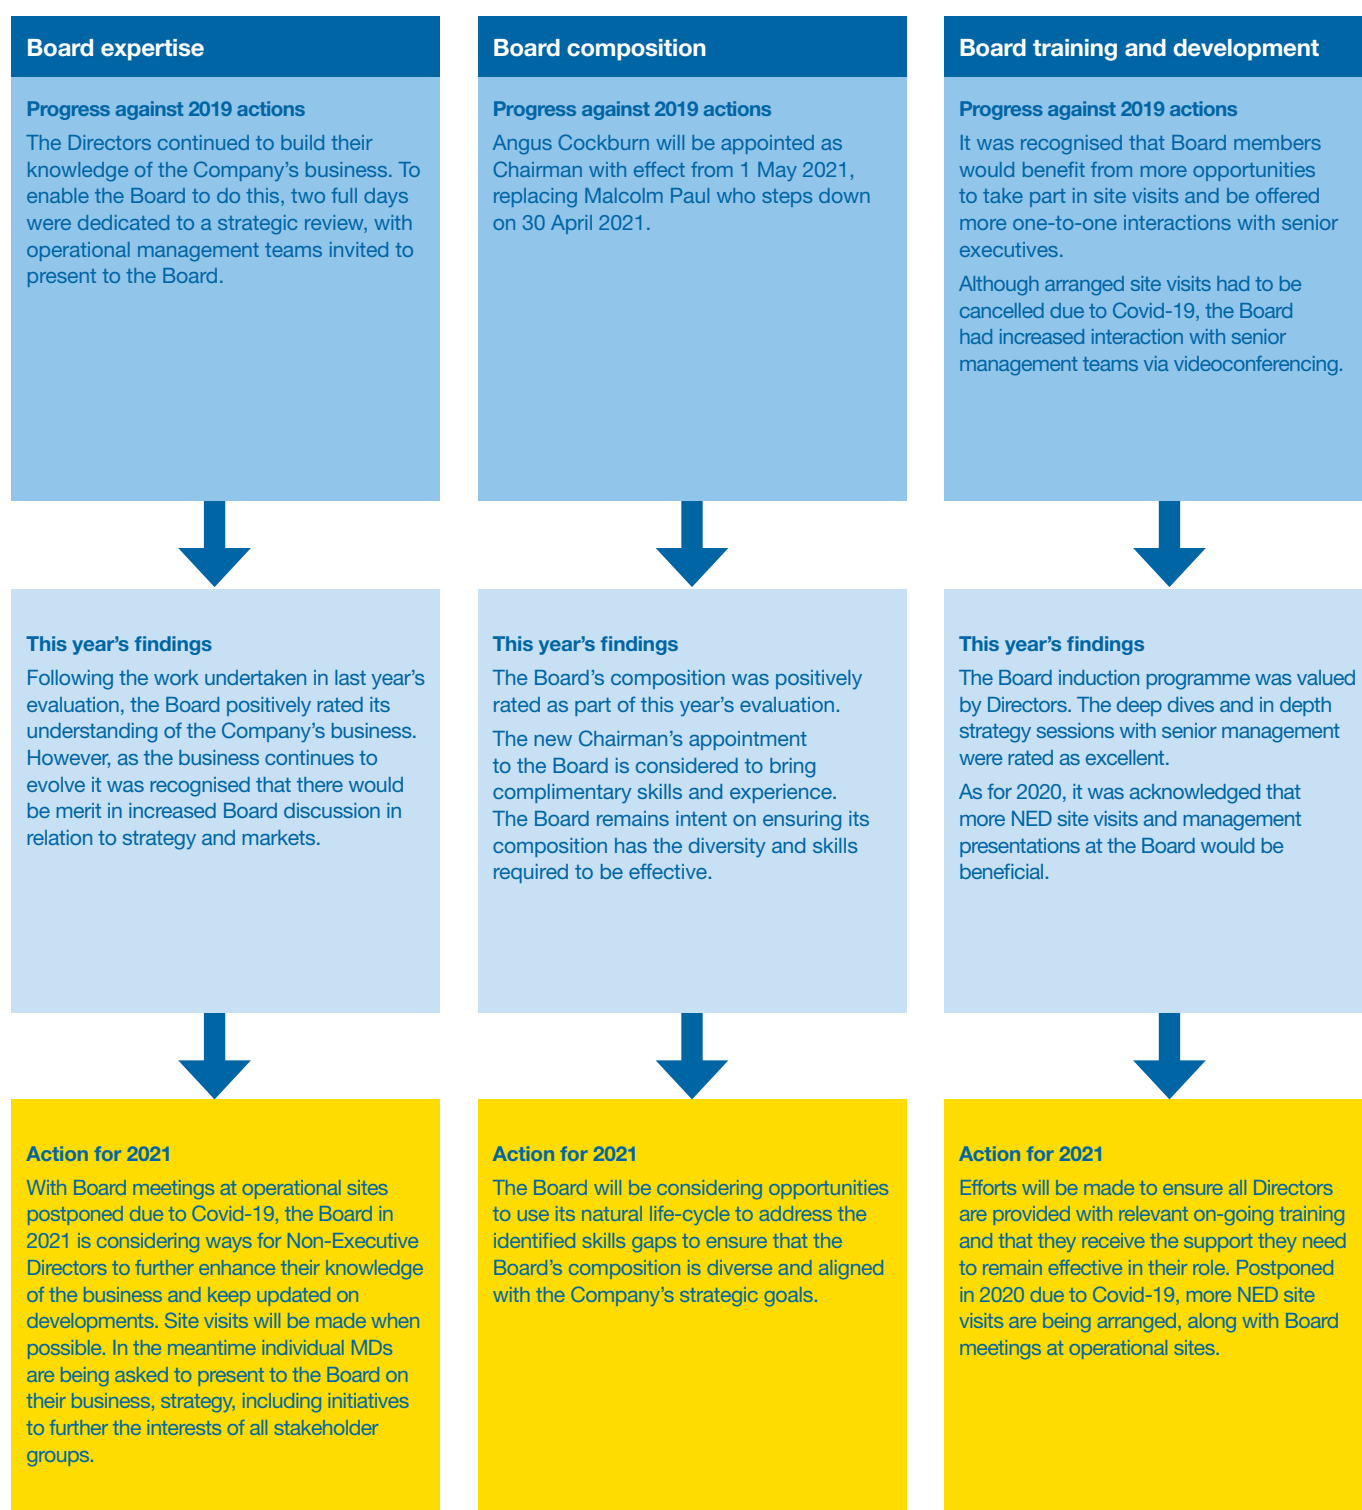 Board expertise
Progress against 2019 actions
The Directors continued to build their
knowledge of the Company’s business. To
enable the Board to do this, two full days
were dedicated to a strategic review, with
operational management teams invited to
present to the Board.
This year’s findings
Following the work undertaken in last year’s
evaluation, the Board positively rated its
understanding of the Company’s business.
However, as the business continues to
evolve it was recognised that there would
be merit in increased Board discussion in
relation to strategy and markets.
Action for 2021
With Board meetings at operational sites
postponed due to Covid-19, the Board in
2021 is considering ways for Non-Executive
Directors to further enhance their knowledge
of the business and keep updated on
developments. Site visits will be made when
possible. In the meantime individual MDs
are being asked to present to the Board on
their business, strategy, including initiatives
to further the interests of all stakeholder
groups.
Board composition
Progress against 2019 actions
Angus Cockburn will be appointed as
Chairman with effect from 1 May 2021,
replacing Malcolm Paul who steps down
on 30 April 2021.
This year’s findings
The Board’s composition was positively
rated as part of this year’s evaluation.
The new Chairman’s appointment
to the Board is considered to bring
complimentary skills and experience.
The Board remains intent on ensuring its
composition has the diversity and skills
required to be effective.
Action for 2021
The Board will be considering opportunities
to use its natural life-cycle to address the
identified skills gaps to ensure that the
Board’s composition is diverse and aligned
with the Company’s strategic goals.
Board training and development
Progress against 2019 actions
It was recognised that Board members
would benefit from more opportunities
to take part in site visits and be offered
more one-to-one interactions with senior
executives.
Although arranged site visits had to be
cancelled due to Covid-19, the Board
had increased interaction with senior
management teams via videoconferencing.
This year’s findings
The Board induction programme was valued
by Directors. The deep dives and in depth
strategy sessions with senior management
were rated as excellent.
As for 2020, it was acknowledged that
more NED site visits and management
presentations at the Board would be
beneficial.
Action for 2021
Efforts will be made to ensure all Directors
are provided with relevant on-going training
and that they receive the support they need
to remain effective in their role. Postponed
in 2020 due to Covid-19, more NED site
visits are being arranged, along with Board
meetings at operational sites.